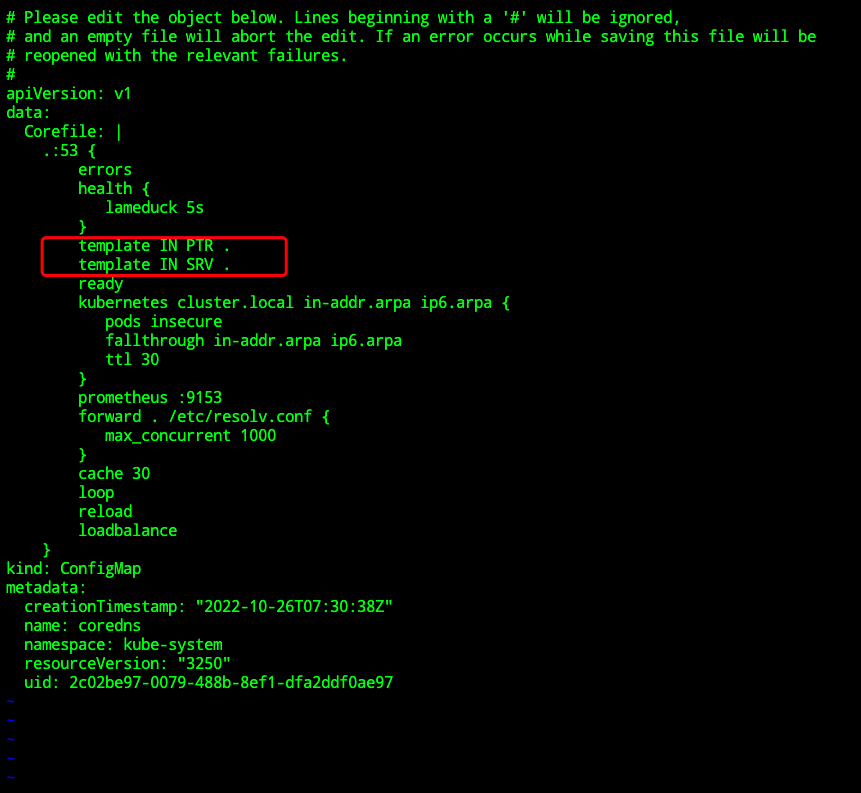 # Please edit the object below. Lines beginning with a '#' will be ignored,
# and an empty file will abort the edit. If an error occurs while saving this file will be
# reopened with the relevant failures.
#
apiVersion: v1
data:
  Corefile: |
    .:53 {
        errors
        health {
           lameduck 5s
        }
        template IN PTR .
        template IN SRV .
        ready
        kubernetes cluster.local in-addr.arpa ip6.arpa {
           pods insecure
           fallthrough in-addr.arpa ip6.arpa
           ttl 30
        }
        prometheus :9153
        forward . /etc/resolv.conf {
           max_concurrent 1000
        }
        cache 30
        loop
        reload
        loadbalance
    }
kind: ConfigMap
metadata:
  creationTimestamp: "2022-10-26T07:30:38Z"
  name: coredns
  namespace: kube-system
  resourceVersion: "3250"
  uid: 2c02be97-0079-488b-8ef1-dfa2ddf0ae97
~
~
~
~
~